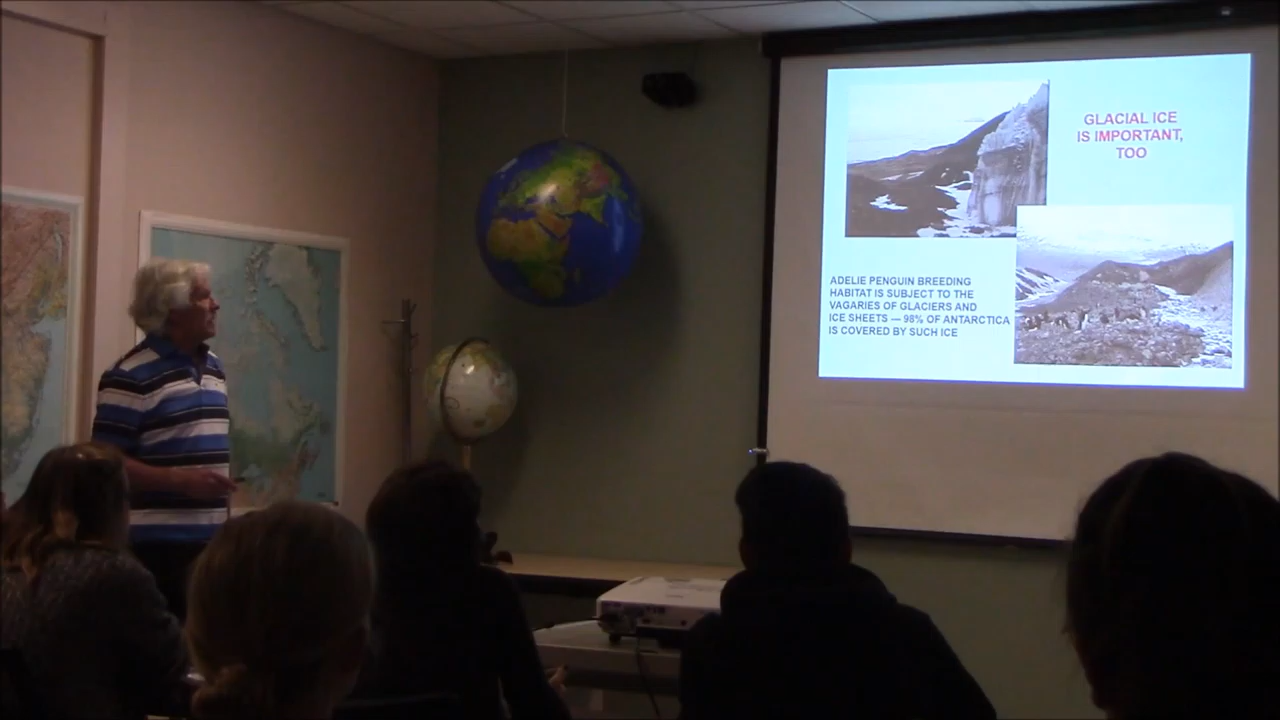 GLACIAL ICE
IS IMPORTANT,
TOO
ADELIE PENGUIN BREEDING
HABITAT IS SUBJECT TO THE
VAGARIES OF GLACIERS AND
ICE SHEETS — 98% OF ANTARCTICA
IS COVERED BY SUCH ICE